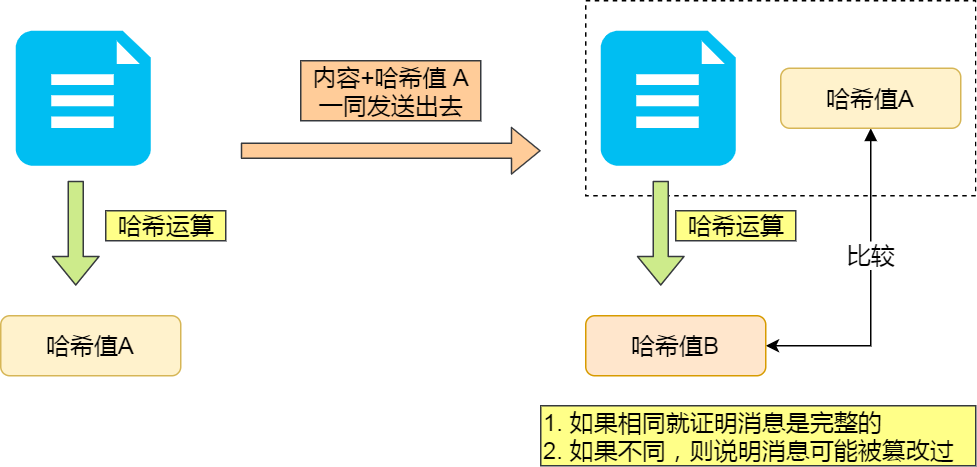 内容+哈希值 A
一同发送出去
哈希值A
哈希运算
哈希运算
比较
哈希值A
哈希值B
1. 如果相同就证明消息是完整的
2. 如果不同，则说明消息可能被篡改过